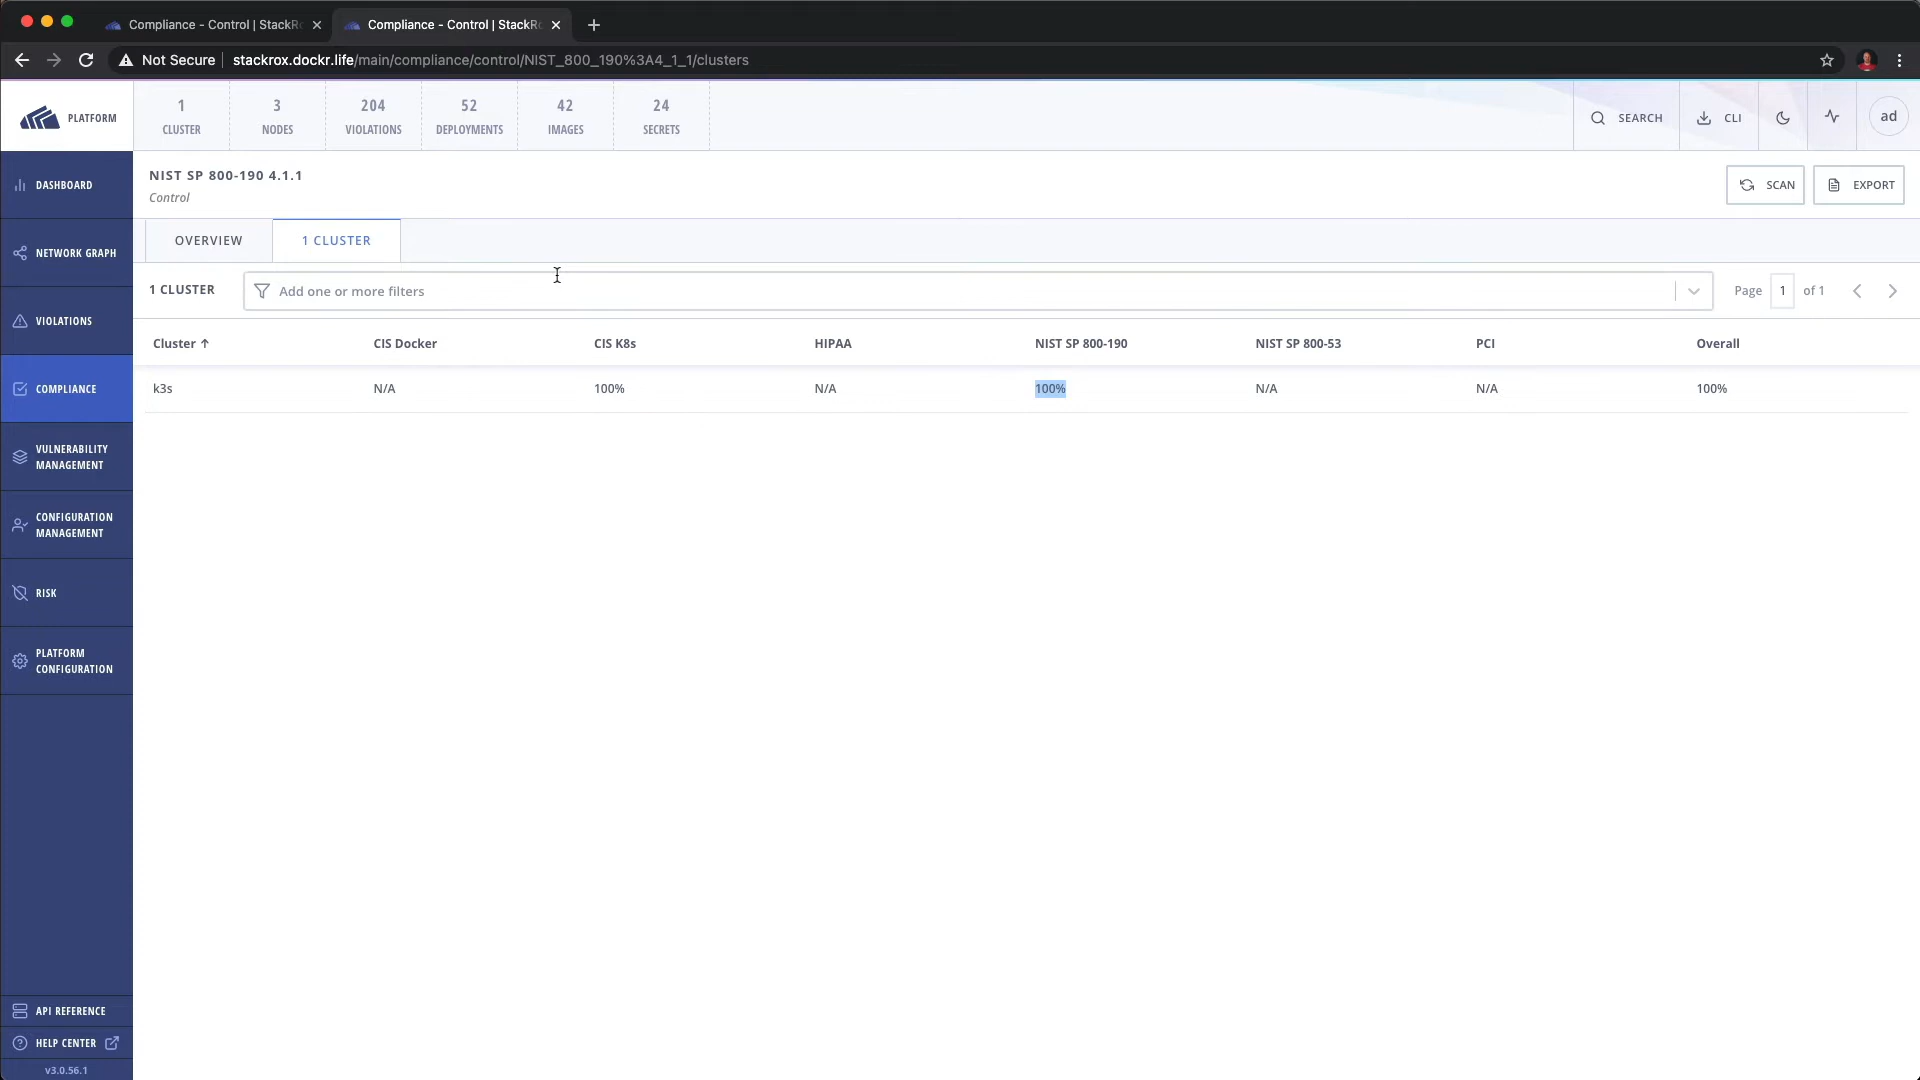 Compliance - Control | StackR
Compliance - Control | StackR
Not Secure
stackrox.dockr.life/main/compliance/control/NIST_800_190%3A4_1_1/clusters
PLATFORM
1 CLUSTER
3 NODES
204 VIOLATIONS
52 DEPLOYMENTS
42 IMAGES
24 SECRETS
SEARCH
CLI
ad
DASHBOARD
NETWORK GRAPH
VIOLATIONS
COMPLIANCE
VULNERABILITY
MANAGEMENT
CONFIGURATION
MANAGEMENT
RISK
PLATFORM
CONFIGURATION
API REFERENCE
HELP CENTER
v3.0.56.1
NIST SP 800-190 4.1.1
Control
SCAN
EXPORT
OVERVIEW
1 CLUSTER
1 CLUSTER
Add one or more filters
Page 1 of 1
Cluster CIS Docker CIS K8s HIPAA NIST SP 800-190 NIST SP 800-53 PCI Overall
k3s N/A 100% N/A 100% N/A N/A 100%